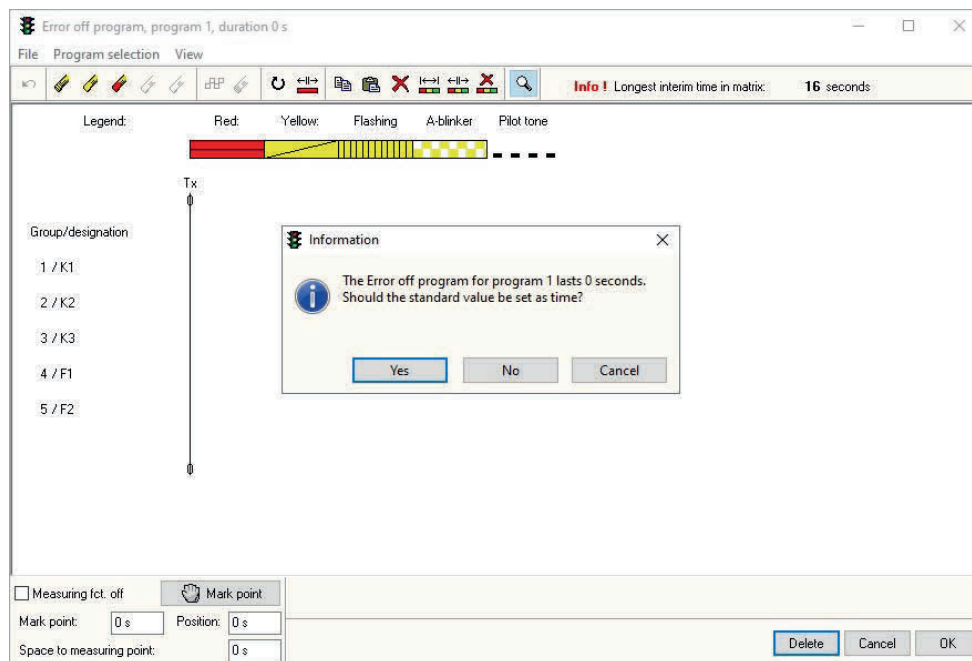 Error off program, program 1, duration 0 s
File Program selection View
Info ! Longest interim time in matrix: 16 seconds
Legend: Red: Yellow: Flashing A-blinker Pilot tone
Tx
Group/designation
1 / K1
2 / K2
3 / K3
4 / F1
5 / F2
Information
The Error off program for program 1 lasts 0 seconds.
Should the standard value be set as time?
Yes No Cancel
Measuring fct. off Mark point
Mark point: 0 s Position: 0 s
Space to measuring point: 0 s
Delete Cancel OK